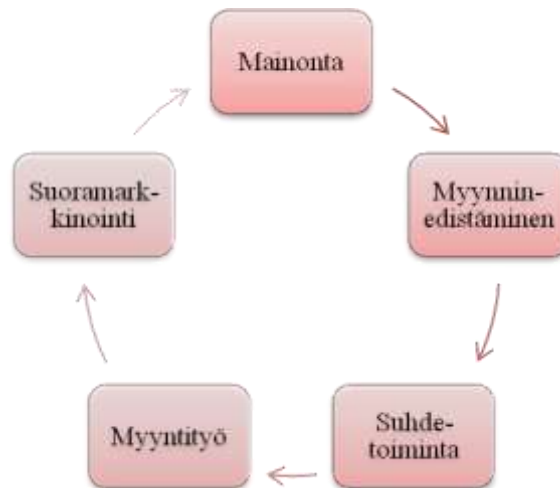 Mainonta
Myynnin-
edistäminen
Suhde-
toiminta
Myyntityö
Suoramark-
kinointi